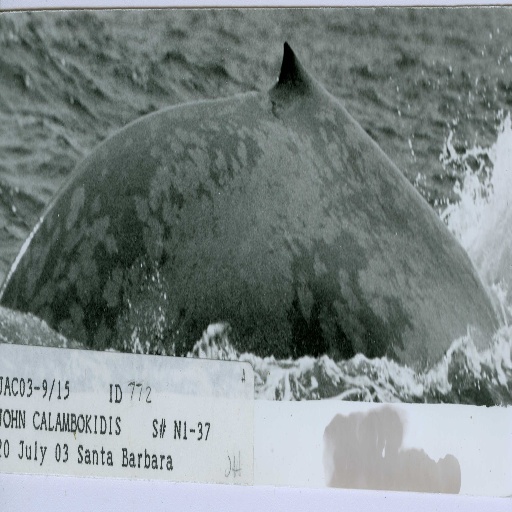 JAC03-9/15 ID 772
JOHN CALAMBOKIDIS S# N1-37
20 July 03 Santa Barbara